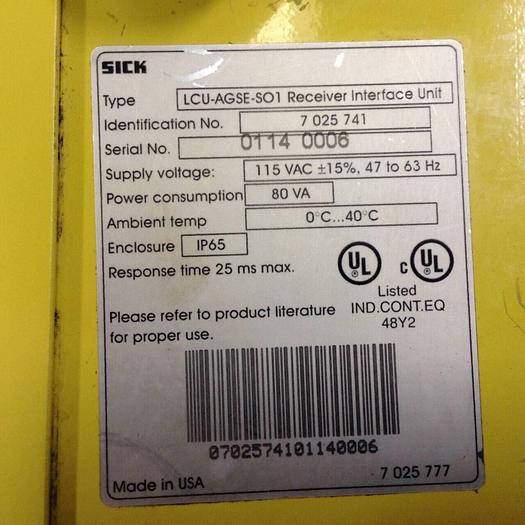 SICK
Type LCU-AGSE-SO1 Receiver Interface Unit
Identification No. 7 025 741
Serial No. 0114 0006
Supply voltage: 115 VAC ±15%, 47 to 63 Hz
Power consumption 80 VA
Ambient temp 0°C...40°C
Enclosure IP65
Response time 25 ms max.
UL c UL
Listed
IND.CONT.EQ
48Y2
Please refer to product literature
for proper use.
0702574101140006
Made in USA 7 025 777